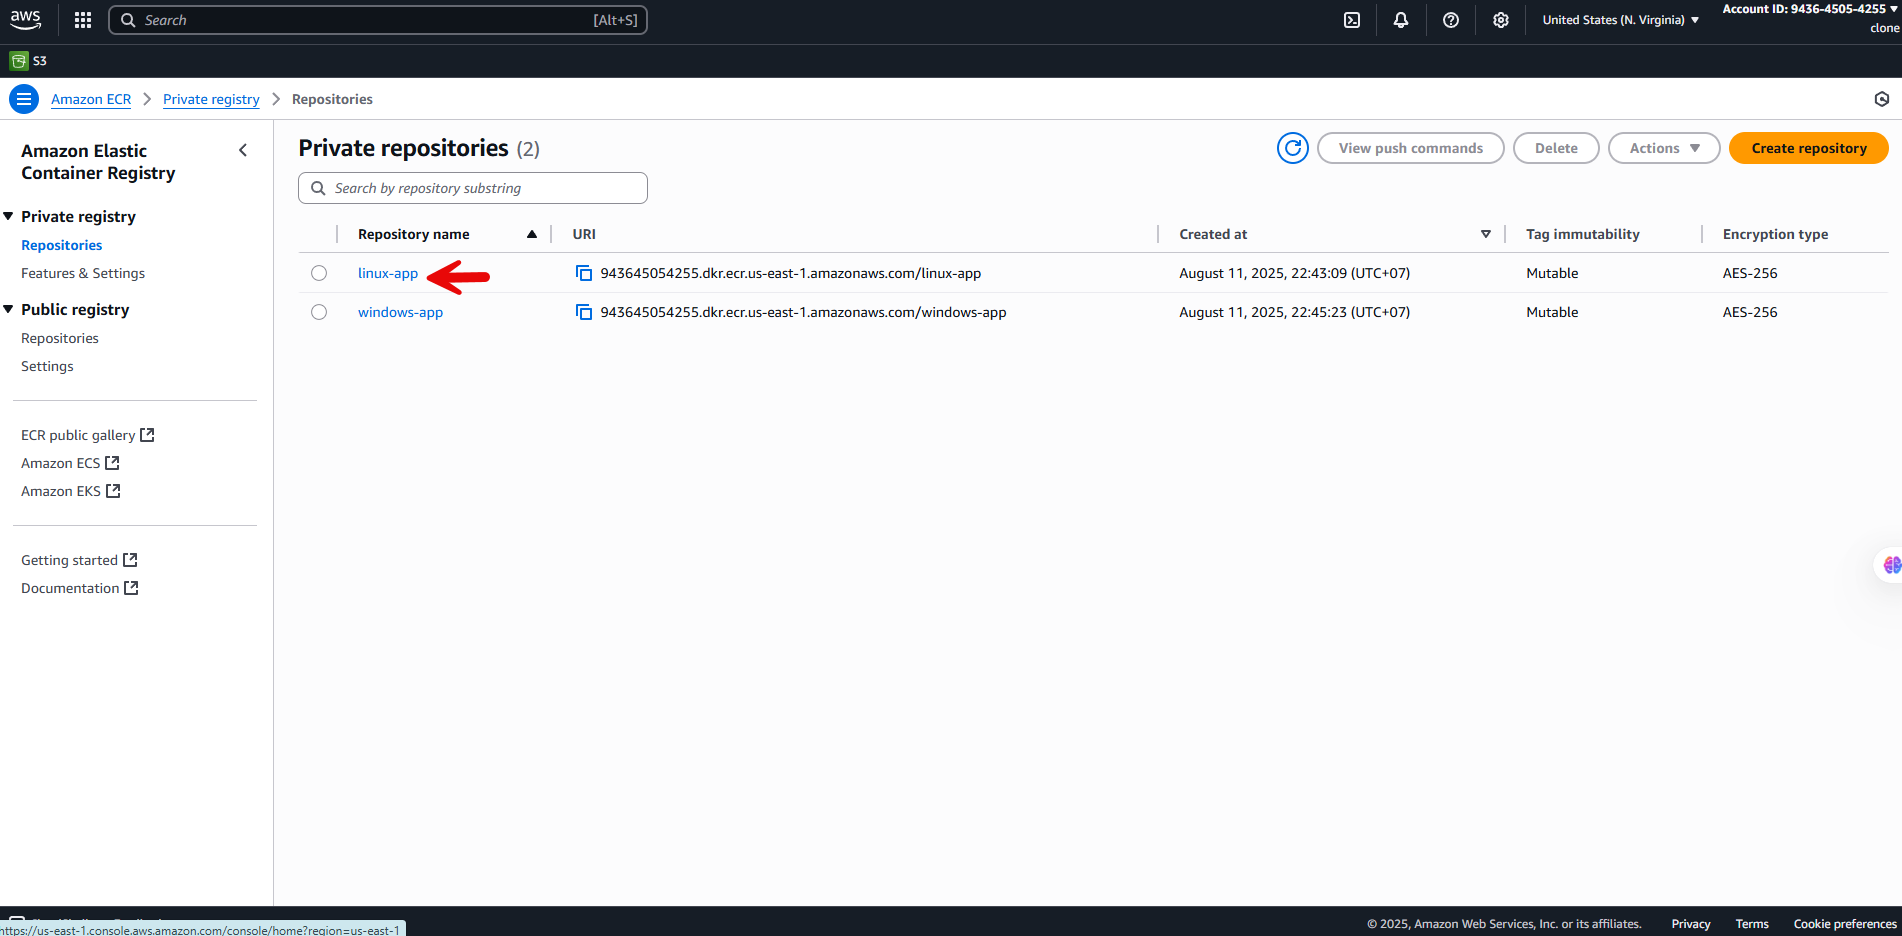 aws
Search [Alt+S]
United States (N. Virginia)
Account ID: 9436-4505-4255
clone
S3
Amazon ECR
Private registry
Repositories
Amazon Elastic
Container Registry
Private registry
Repositories
Features & Settings
Public registry
Repositories
Settings
ECR public gallery
Amazon ECS
Amazon EKS
Getting started
Documentation
Private repositories (2)
View push commands
Delete
Actions
Create repository
Search by repository substring
Repository name URI Created at Tag immutability Encryption type
linux-app 943645054255.dkr.ecr.us-east-1.amazonaws.com/linux-app August 11, 2025, 22:43:09 (UTC+07) Mutable AES-256
windows-app 943645054255.dkr.ecr.us-east-1.amazonaws.com/windows-app August 11, 2025, 22:45:23 (UTC+07) Mutable AES-256
© 2025, Amazon Web Services, Inc. or its affiliates. Privacy Terms Cookie preferences
https://us-east-1.console.aws.amazon.com/console/home?region=us-east-1